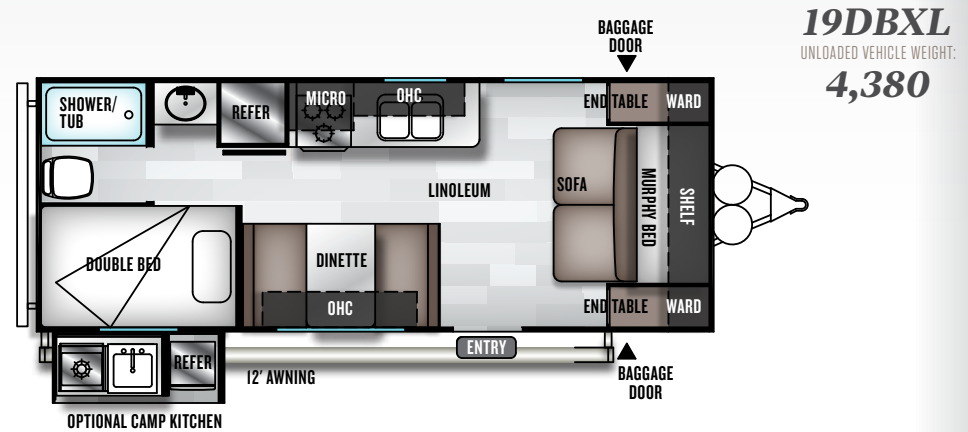 19DBXL
UNLOADED VEHICLE WEIGHT:
4,380
BAGGAGE
DOOR
SHOWER/
TUB
REFER
MICRO
OHC
END TABLE
WARD
LINOLEUM
SOFA
MURPHY BED
SHELF
DOUBLE BED
DINETTE
OHC
END TABLE
WARD
ENTRY
REFER
12' AWNING
BAGGAGE
DOOR
OPTIONAL CAMP KITCHEN